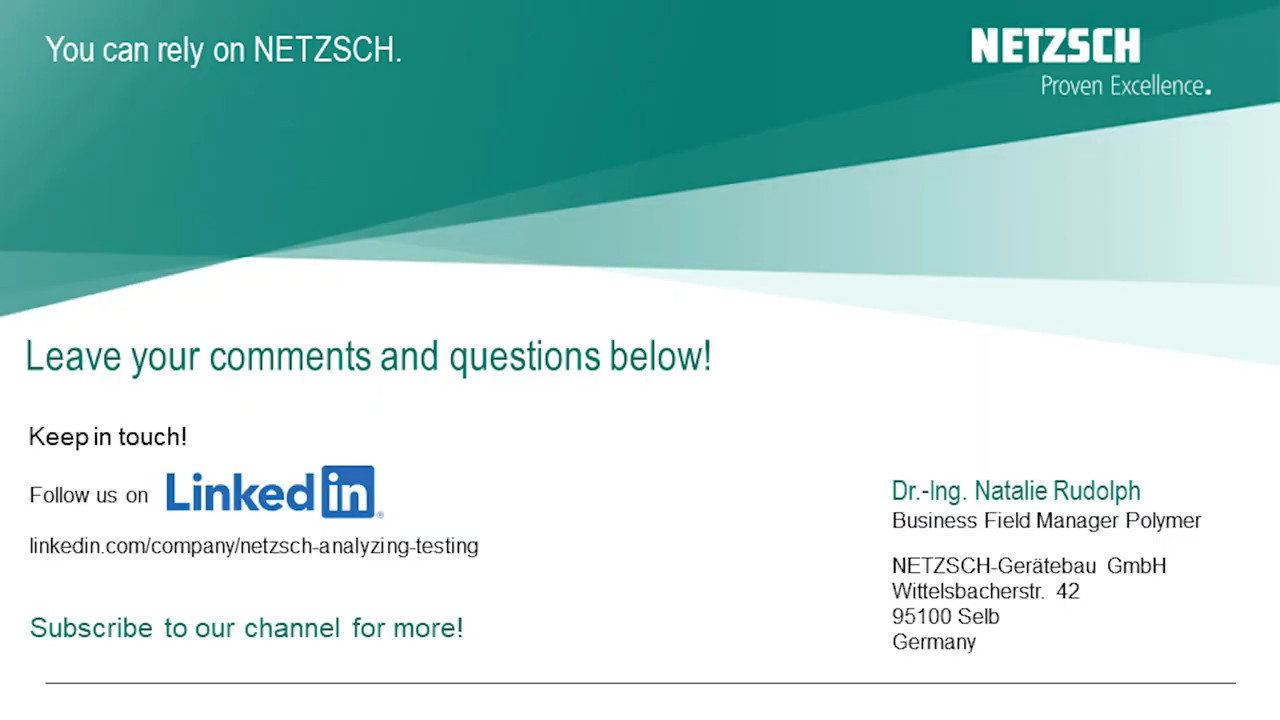 You can rely on NETZSCH.
NETZSCH
Proven Excellence.
Leave your comments and questions below!
Keep in touch!
Follow us on LinkedIn®
linkedin.com/company/netzsch-analyzing-testing
Subscribe to our channel for more!
Dr.-Ing. Natalie Rudolph
Business Field Manager Polymer
NETZSCH-Gerätebau GmbH
Wittelsbacherstr. 42
95100 Selb
Germany